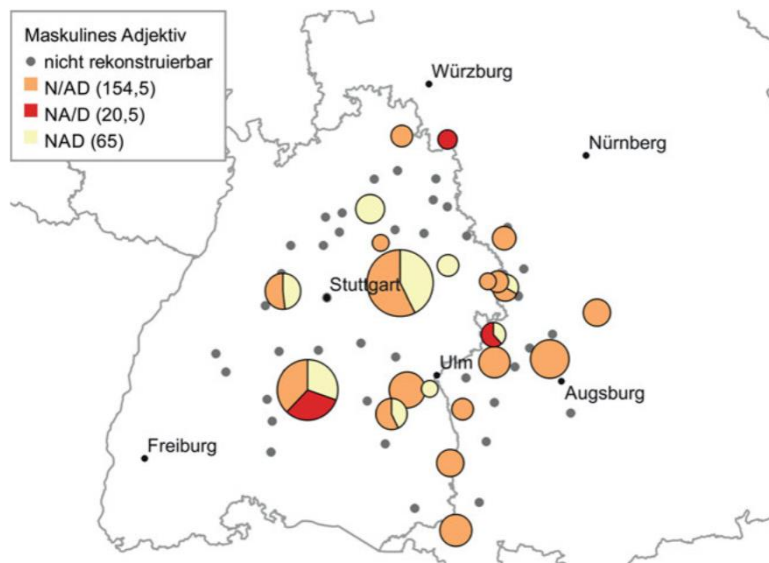 Maskulines Adjektiv
nicht rekonstruierbar
N/AD (154,5)
NA/D (20,5)
NAD (65)
Würzburg
Nürnberg
Stuttgart
Ulm
Augsburg
Freiburg